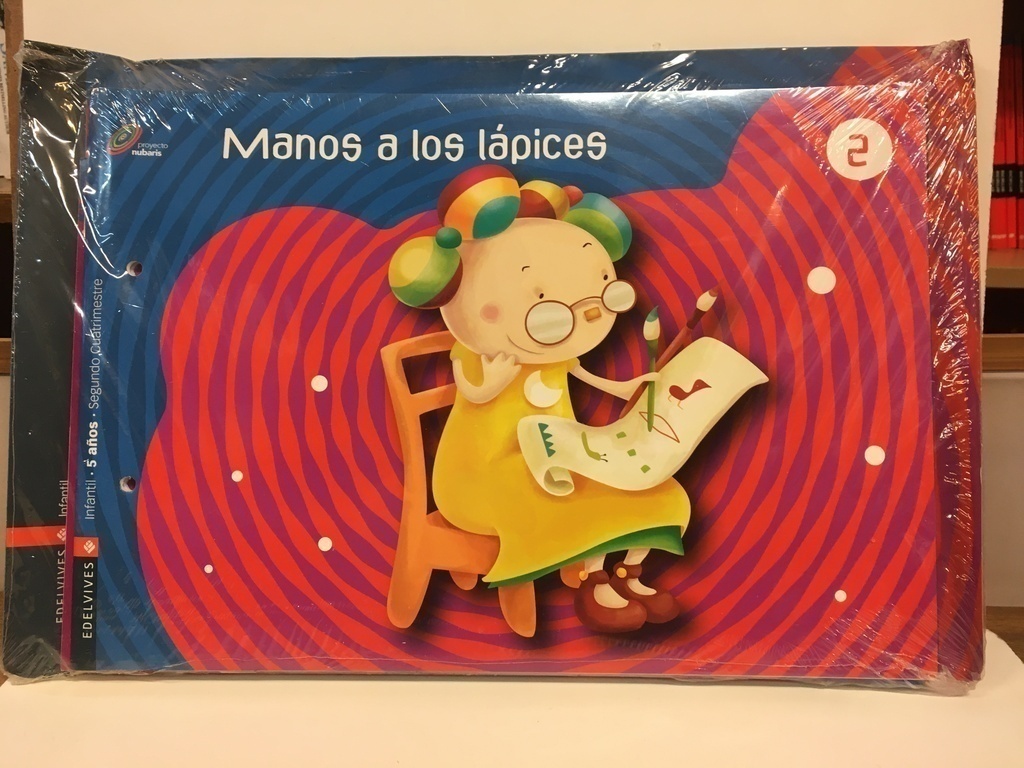 proyecto
nubaris
Manos a los lápices
2
Infantil · 5 años · Segundo Cuatrimestre
EDELVIVES
Infantil
EDELVIVES